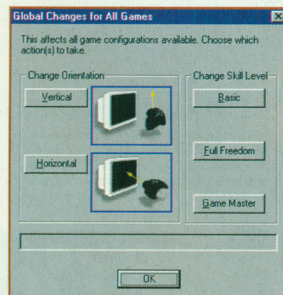 Global Changes for All Games
This affects all game configurations available. Choose which
action(s) to take.
Change Orientation
Vertical
Horizontal
Change Skill Level
Basic
Full Freedom
Game Master
OK